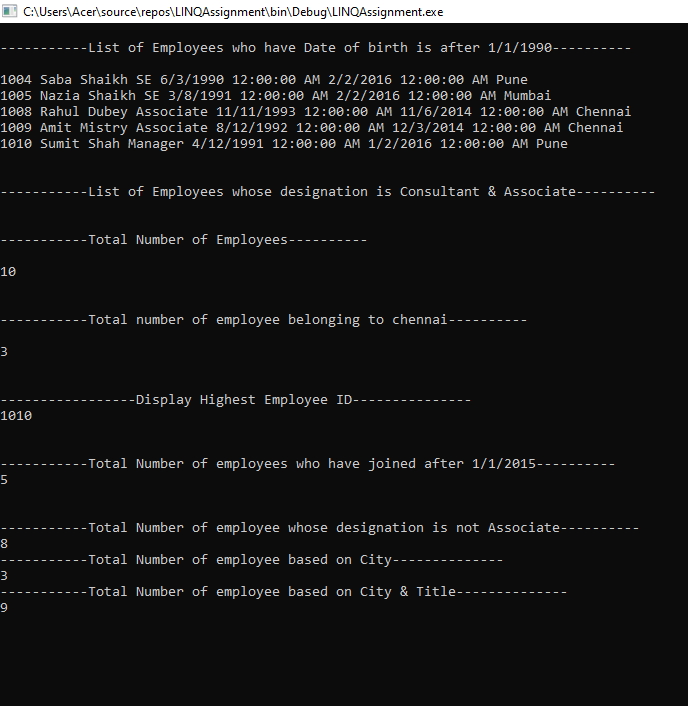 C:\Users\Acer\source\repos\LINQAssignment\bin\Debug\LINQAssignment.exe
-----------List of Employees who have Date of birth is after 1/1/1990----------
1004 Saba Shaikh SE 6/3/1990 12:00:00 AM 2/2/2016 12:00:00 AM Pune
1005 Nazia Shaikh SE 3/8/1991 12:00:00 AM 2/2/2016 12:00:00 AM Mumbai
1008 Rahul Dubey Associate 11/11/1993 12:00:00 AM 11/6/2014 12:00:00 AM Chennai
1009 Amit Mistry Associate 8/12/1992 12:00:00 AM 12/3/2014 12:00:00 AM Chennai
1010 Sumit Shah Manager 4/12/1991 12:00:00 AM 1/2/2016 12:00:00 AM Pune
-----------List of Employees whose designation is Consultant & Associate----------
-----------Total Number of Employees----------
10
-----------Total number of employee belonging to chennai----------
3
-----------------Display Highest Employee ID---------------
1010
-----------Total Number of employees who have joined after 1/1/2015----------
5
-----------Total Number of employee whose designation is not Associate----------
8
-----------Total Number of employee based on City--------------
3
-----------Total Number of employee based on City & Title--------------
9